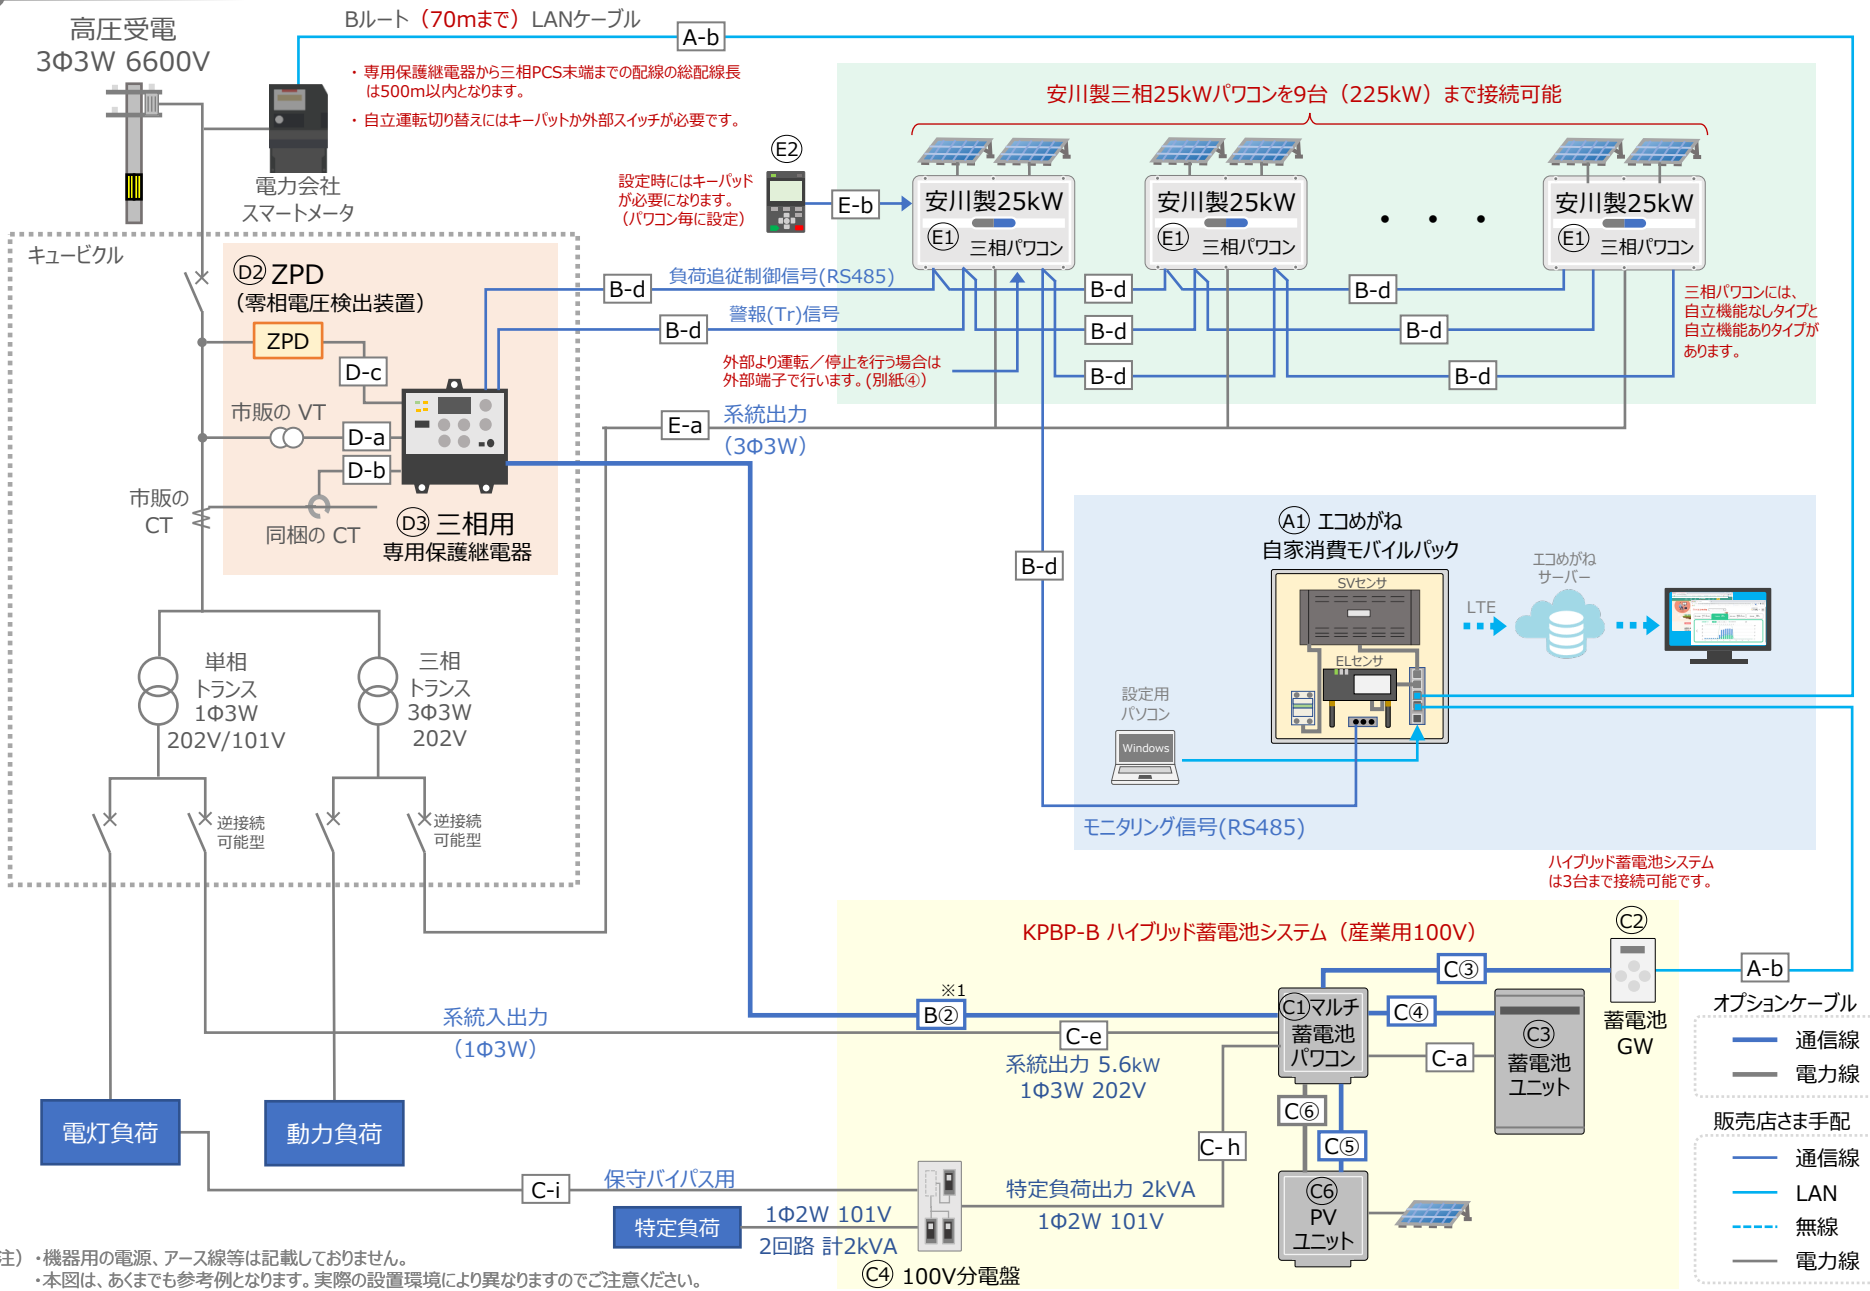 高圧受電
3Φ3W 6600V
Bルート（70mまで）LANケーブル
A-b
・専用保護継電器から三相PCS末端までの配線の総配線長
は500m以内となります。
・自立運転切り替えにはキーパットか外部スイッチが必要です。
電力会社
スマートメータ
安川製三相25kWパワコンを9台（225kW）まで接続可能
E2
設定時にはキーパッド
が必要になります。
（パワコン毎に設定）
E-b
安川製25kW
E1 三相パワコン
安川製25kW
E1 三相パワコン
・・・
安川製25kW
E1 三相パワコン
キュービクル
D2 ZPD
（零相電圧検出装置）
ZPD
D-c
市販の VT
D-a
D-b
市販の
CT
同梱の CT
D3 三相用
専用保護継電器
B-d
負荷追従制御信号(RS485)
B-d
B-d
B-d
警報(Tr)信号
B-d
B-d
外部より運転／停止を行う場合は
外部端子で行います。(別紙④)
B-d
B-d
三相パワコンには、
自立機能なしタイプと
自立機能ありタイプが
あります。
E-a
系統出力
（3Φ3W）
B-d
A1 エコめがね
自家消費モバイルパック
SVセンサ
ELセンサ
LTE
エコめがね
サーバー
設定用
パソコン
Windows
モニタリング信号(RS485)
単相
トランス
1Φ3W
202V/101V
三相
トランス
3Φ3W
202V
逆接続
可能型
逆接続
可能型
ハイブリッド蓄電池システム
は3台まで接続可能です。
KPBP-B ハイブリッド蓄電池システム（産業用100V）
C2
蓄電池
GW
A-b
C③
※1
B②
C1マルチ
蓄電池
パワコン
C④
C3
蓄電池
ユニット
C-a
系統入出力
（1Φ3W）
C-e
系統出力 5.6kW
1Φ3W 202V
C⑥
C⑤
C-h
C6
PV
ユニット
電灯負荷
動力負荷
C-i
保守バイパス用
特定負荷
1Φ2W 101V
2回路 計2kVA
特定負荷出力 2kVA
1Φ2W 101V
C4 100V分電盤
オプションケーブル
通信線
電力線
販売店さま手配
通信線
LAN
無線
電力線
注）・機器用の電源、アース線等は記載しておりません。
・本図は、あくまでも参考例となります。実際の設置環境により異なりますのでご注意ください。